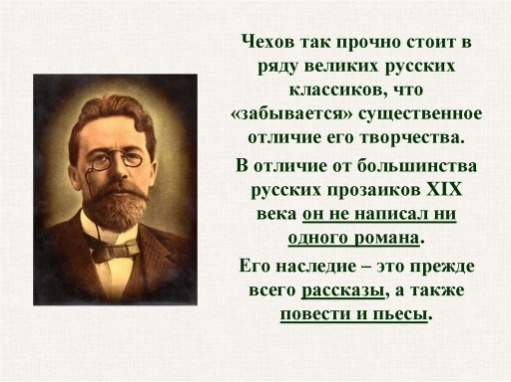 Чехов так прочно стоит в
ряду великих русских
классиков, что
«забывается» существенное
отличие его творчества.
В отличие от большинства
русских прозаиков XIX
века он не написал ни
одного романа.
Его наследие – это прежде
всего рассказы, а также
повести и пьесы.